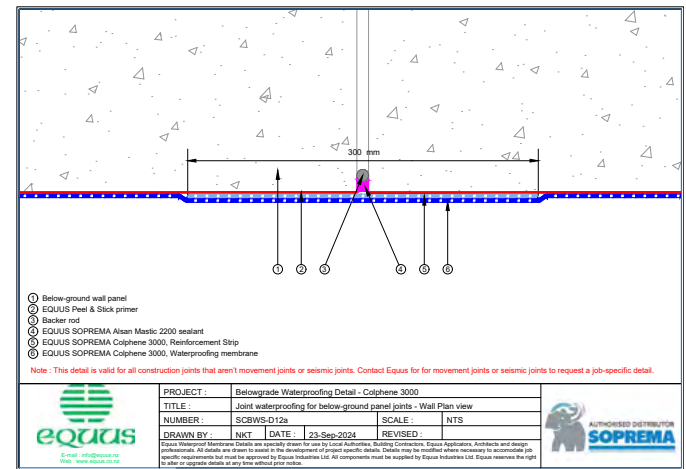 300 mm
1 2 3 4 5 6
1 Below-ground wall panel
2 EQUUS Peel & Stick primer
3 Backer rod
4 EQUUS SOPREMA Alsan Mastic 2200 sealant
5 EQUUS SOPREMA Colphene 3000, Reinforcement Strip
6 EQUUS SOPREMA Colphene 3000, Waterproofing membrane
Note : This detail is valid for all construction joints that aren't movement joints or seismic joints. Contact Equus for for movement joints or seismic joints to request a job-specific detail.
equus
E-mail : info@equus.nz
Web : www.equus.co.nz
PROJECT : Belowgrade Waterproofing Detail - Colphene 3000
TITLE : Joint waterproofing for below-ground panel joints - Wall Plan view
NUMBER : SCBWS-D12a SCALE : NTS
DRAWN BY : NKT DATE : 23-Sep-2024 REVISED :
Equus Waterproof Membrane Details are specially drawn for use by Local Authorities, Building Contractors, Equus Applicators, Architects and design
professionals. All details are drawn to assist in the development of project specific details. Details may be modified where necessary to accomodate job
specific requirements but must be approved by Equus Industries Ltd. All components must be supplied by Equus Industries Ltd. Equus reserves the right
to alter or upgrade details at any time without prior notice.
AUTHORISED DISTRIBUTOR
SOPREMA